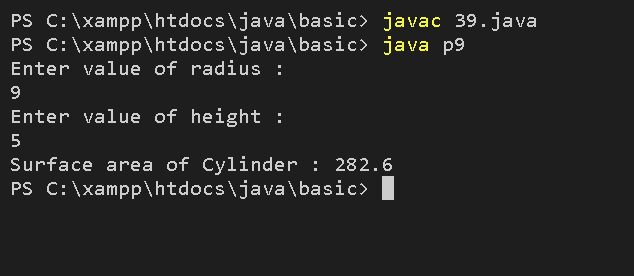 PS C:\xampp\htdocs\java\basic> javac 39.java
PS C:\xampp\htdocs\java\basic> java p9
Enter value of radius :
9
Enter value of height :
5
Surface area of Cylinder : 282.6
PS C:\xampp\htdocs\java\basic>